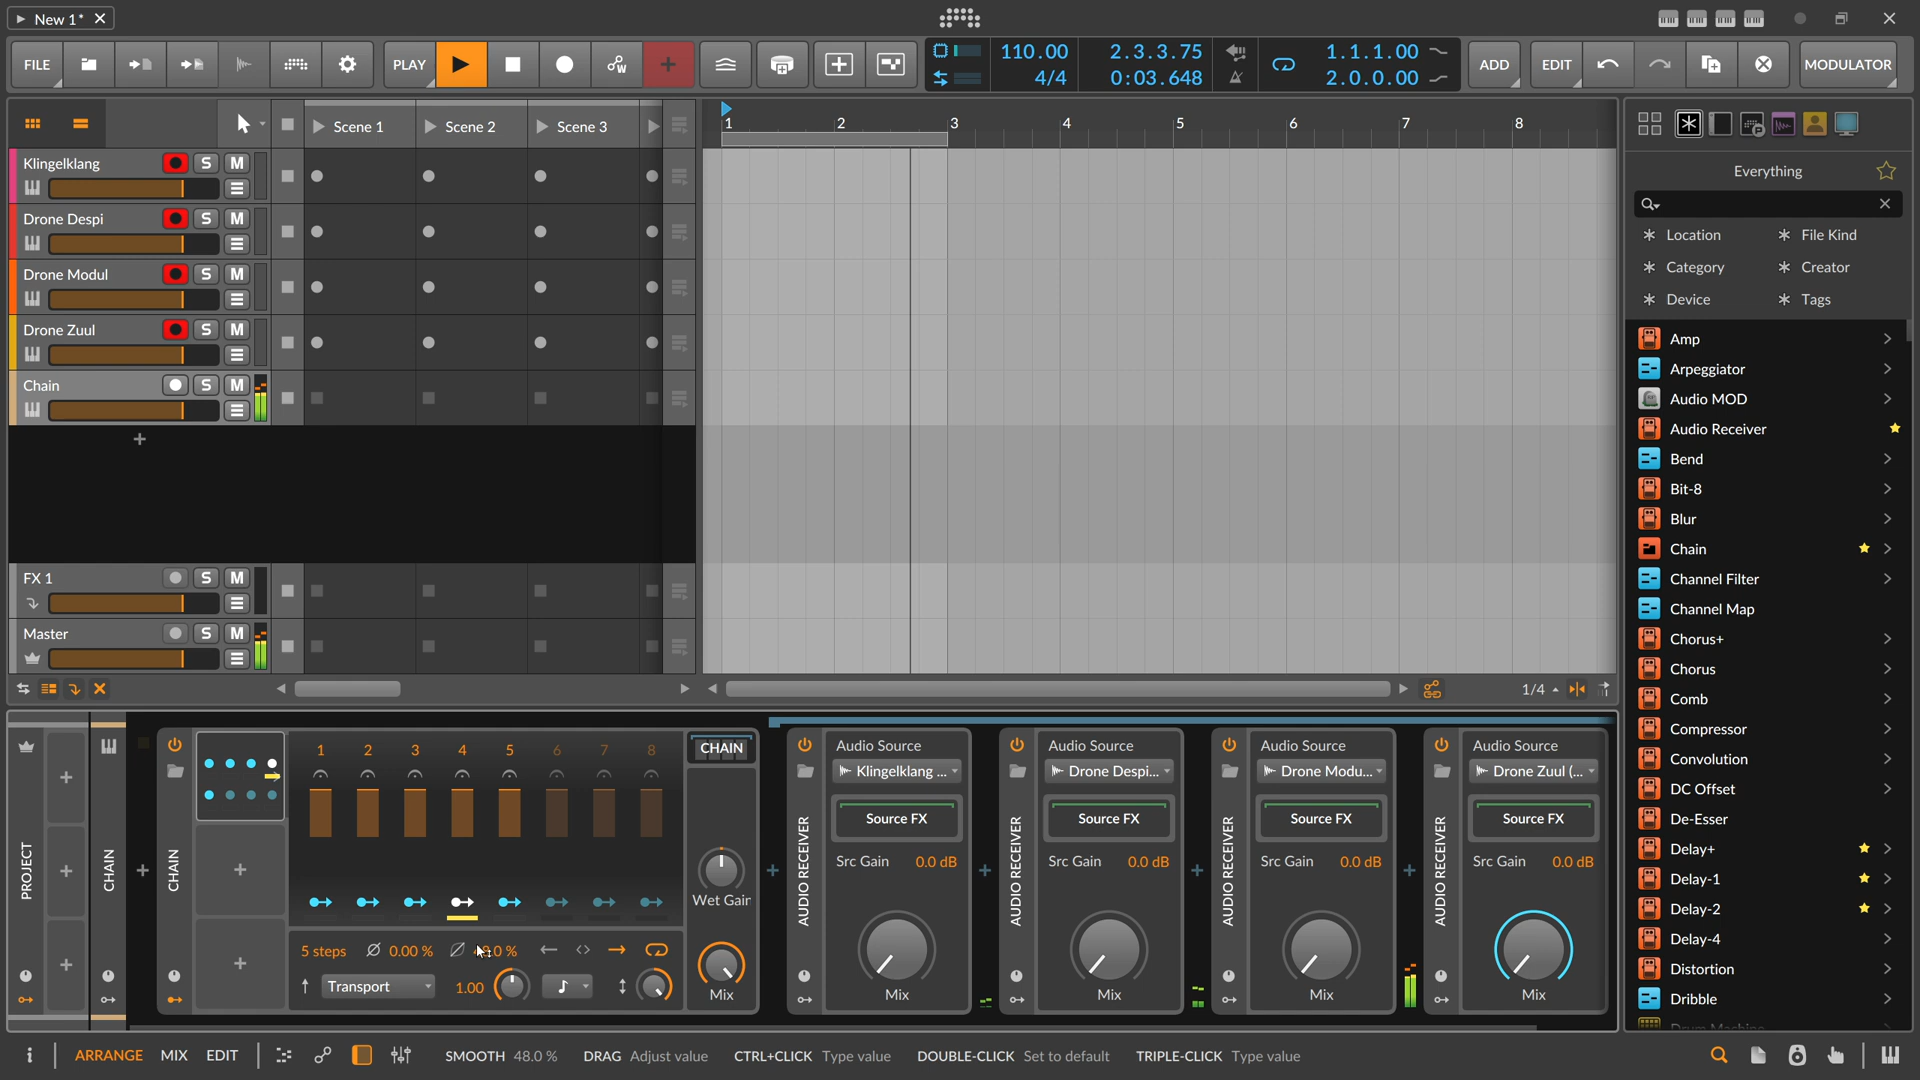 New 1*
FILE
PLAY
110.00
4/4
2.3.3.75
0:03.648
1.1.1.00
2.0.0.00
ADD
EDIT
MODULATOR
Scene 1
Scene 2
Scene 3
1 2 3 4 5 6 7 8
Everything
Klingelklang S M
Drone Despi S M
Location
File Kind
Category
Creator
Device
Tags
Drone Modul S M
Drone Zuul S M
Chain S M
FX 1 S M
Master S M
Amp
Arpeggiator
Audio MOD
Audio Receiver
Bend
Bit-8
Blur
Chain
Channel Filter
Channel Map
Chorus+
Chorus
Comb
Compressor
Convolution
DC Offset
De-Esser
Delay+
Delay-1
Delay-2
Delay-4
Distortion
Dribble
Drum Machine
1/4
PROJECT
CHAIN
CHAIN
1 2 3 4 5 6 7 8
5 steps
0.00 %
Transport
1.00
CHAIN
Wet Gain
Mix
AUDIO RECEIVER
Audio Source
Klingelklang ...
Source FX
Src Gain 0.0 dB
Mix
AUDIO RECEIVER
Audio Source
Drone Despi...
Source FX
Src Gain 0.0 dB
Mix
AUDIO RECEIVER
Audio Source
Drone Modu...
Source FX
Src Gain 0.0 dB
Mix
AUDIO RECEIVER
Audio Source
Drone Zuul (...
Source FX
Src Gain 0.0 dB
Mix
i
ARRANGE
MIX
EDIT
SMOOTH 48.0 %
DRAG Adjust value
CTRL+CLICK Type value
DOUBLE-CLICK Set to default
TRIPLE-CLICK Type value